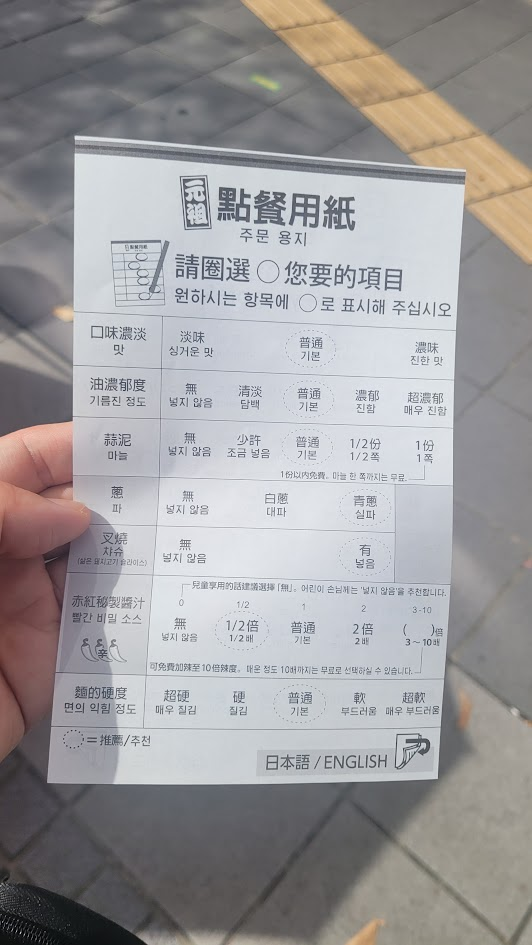 元祖 點餐用紙
주문 용지
請圈選○您要的項目
원하시는 항목에 ○로 표시해 주십시오
口味濃淡 淡味 普通 濃味
맛 싱거운 맛 기본 진한 맛
油濃郁度 無 清淡 普通 濃郁 超濃郁
기름진 정도 넣지 않음 담백 기본 진함 매우 진함
蒜泥 無 少許 普通 1/2份 1份
마늘 넣지 않음 조금 넣음 기본 1/2쪽 1쪽
1份以內免費。마늘 한 쪽까지는 무료.
蔥 無 白蔥 青蔥
파 넣지 않음 대파 실파
叉燒 無 有
차슈 넣지 않음 넣음
(삶은 돼지고기 슬라이스)
兒童享用的話建議選擇「無」。어린이 손님께는 '넣지 않음'을 추천합니다.
0 1/2 1 2 3-10
赤紅秘製醬汁 無 1/2倍 普通 2倍 ( )倍
빨간 비밀 소스 넣지 않음 1/2배 기본 2배 3~10배
辛
可免費加辣至10倍辣度。매운 정도 10배까지는 무료로 선택하실 수 있습니다.
麵的硬度 超硬 硬 普通 軟 超軟
면의 익힘 정도 매우 질김 질김 기본 부드러움 매우 부드러움
=推薦/추천
日本語/ENGLISH